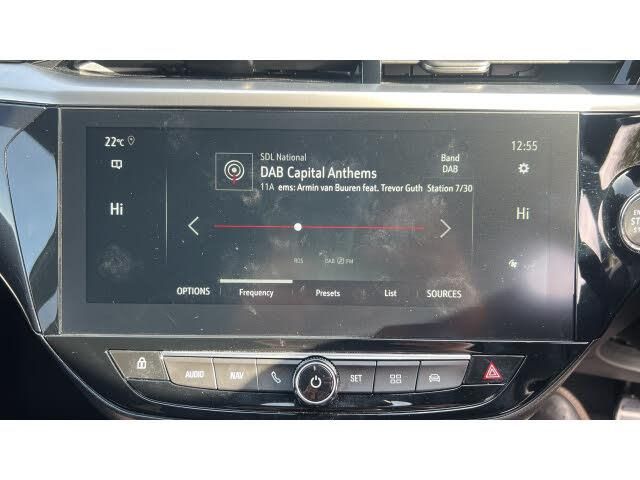 22°C
12:55
SDL National
DAB Capital Anthems
Band
DAB
11A ems: Armin van Buuren feat. Trevor Guth Station 7/30
Hi
Hi
RDS DAB FM
OPTIONS Frequency Presets List SOURCES
AUDIO NAV SET